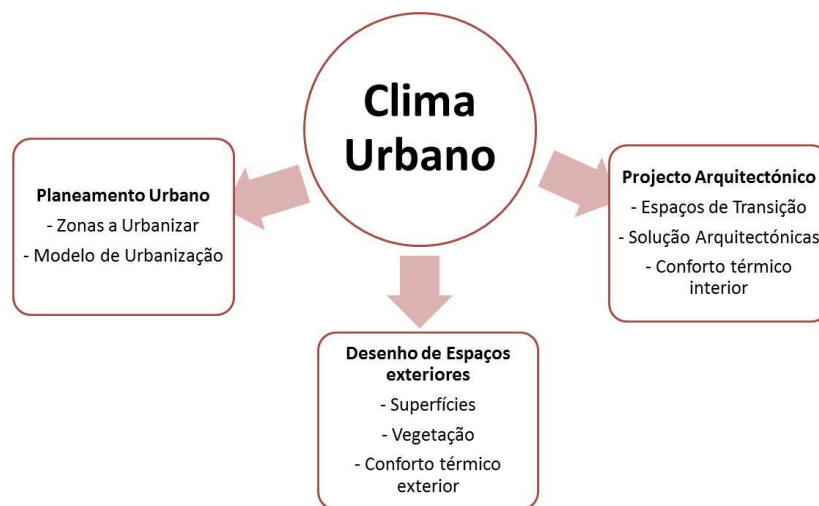 Clima
Urbano
Planeamento Urbano
- Zonas a Urbanizar
- Modelo de Urbanização
Projecto Arquitectónico
- Espaços de Transição
- Solução Arquitectónicas
- Conforto térmico
interior
Desenho de Espaços
exteriores
- Superfícies
- Vegetação
- Conforto térmico
exterior